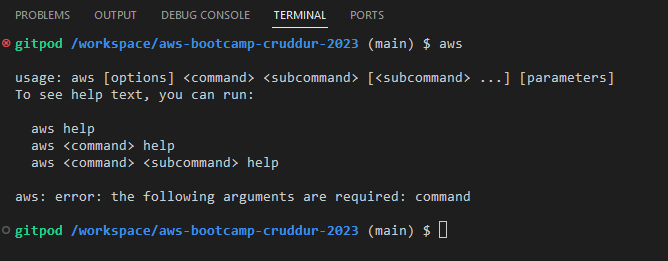 PROBLEMS OUTPUT DEBUG CONSOLE TERMINAL PORTS
gitpod /workspace/aws-bootcamp-cruddur-2023 (main) $ aws
usage: aws [options] <command> <subcommand> [<subcommand> ...] [parameters]
To see help text, you can run:
aws help
aws <command> help
aws <command> <subcommand> help
aws: error: the following arguments are required: command
gitpod /workspace/aws-bootcamp-cruddur-2023 (main) $